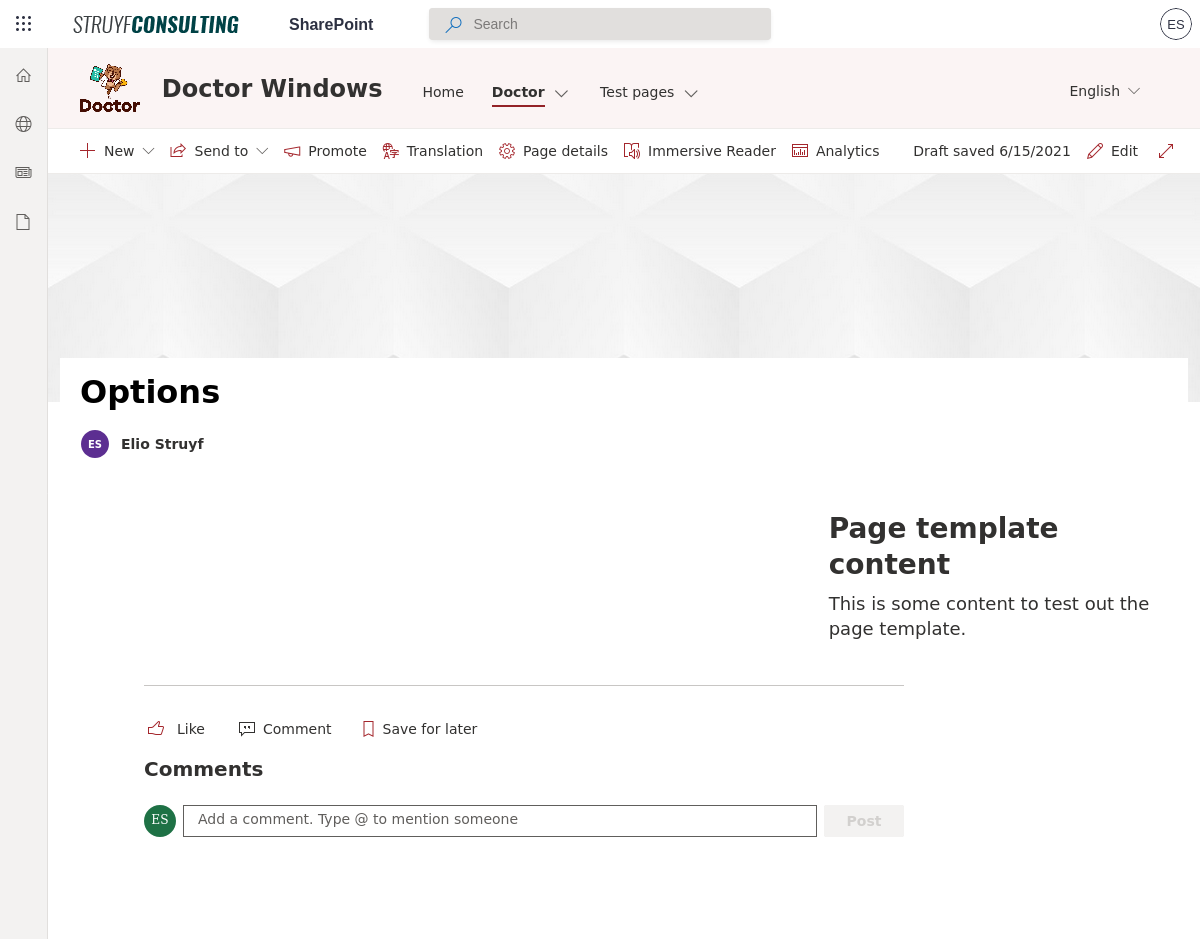 STRUYFCONSULTING
SharePoint
Search
ES
Doctor
Doctor Windows
Home
Doctor
Test pages
English
New
Send to
Promote
Translation
Page details
Immersive Reader
Analytics
Draft saved 6/15/2021
Edit
Options
ES
Elio Struyf
Page template
content
This is some content to test out the
page template.
Like
Comment
Save for later
Comments
ES
Add a comment. Type @ to mention someone
Post